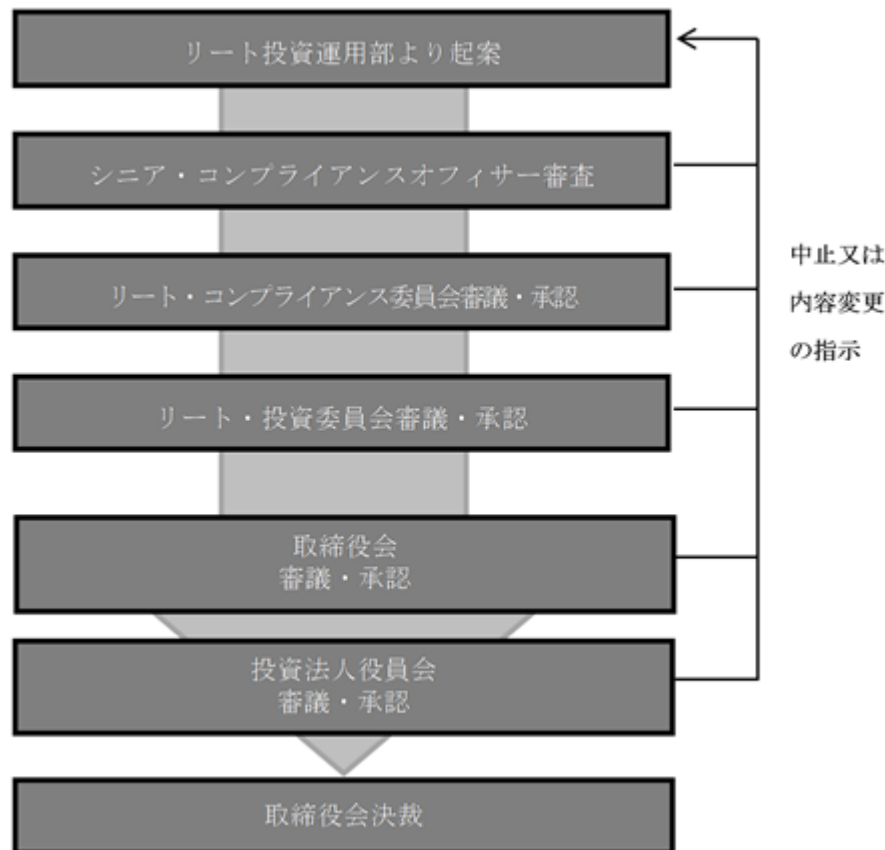 リート投資運用部より起案
シニア・コンプライアンスオフィサー審査
リート・コンプライアンス委員会審議・承認
リート・投資委員会審議・承認
取締役会
審議・承認
投資法人役員会
審議・承認
取締役会決裁
中止又は
内容変更
の指示